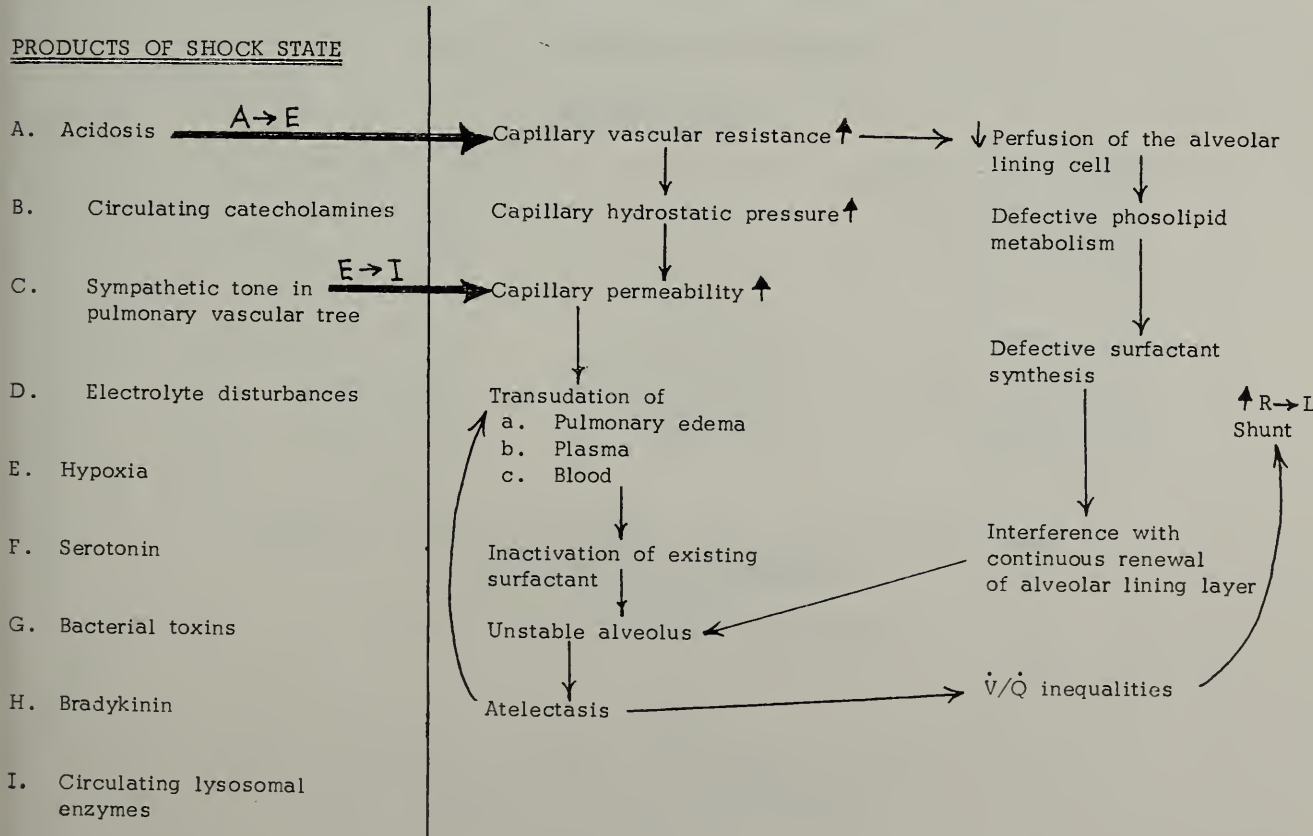 PRODUCTS OF SHOCK STATE
A. Acidosis
A → E
B. Circulating catecholamines
C. Sympathetic tone in
pulmonary vascular tree
E → I
D. Electrolyte disturbances
E. Hypoxia
F. Serotonin
G. Bacterial toxins
H. Bradykinin
I. Circulating lysosomal
enzymes
Capillary vascular resistance ↑
Capillary hydrostatic pressure ↑
Capillary permeability ↑
Transudation of
a. Pulmonary edema
b. Plasma
c. Blood
Inactivation of existing
surfactant
Unstable alveolus
Atelectasis
↓ Perfusion of the alveolar
lining cell
Defective phosolipid
metabolism
Defective surfactant
synthesis
Interference with
continuous renewal
of alveolar lining layer
V̇/Q̇ inequalities
↑ R → L
Shunt